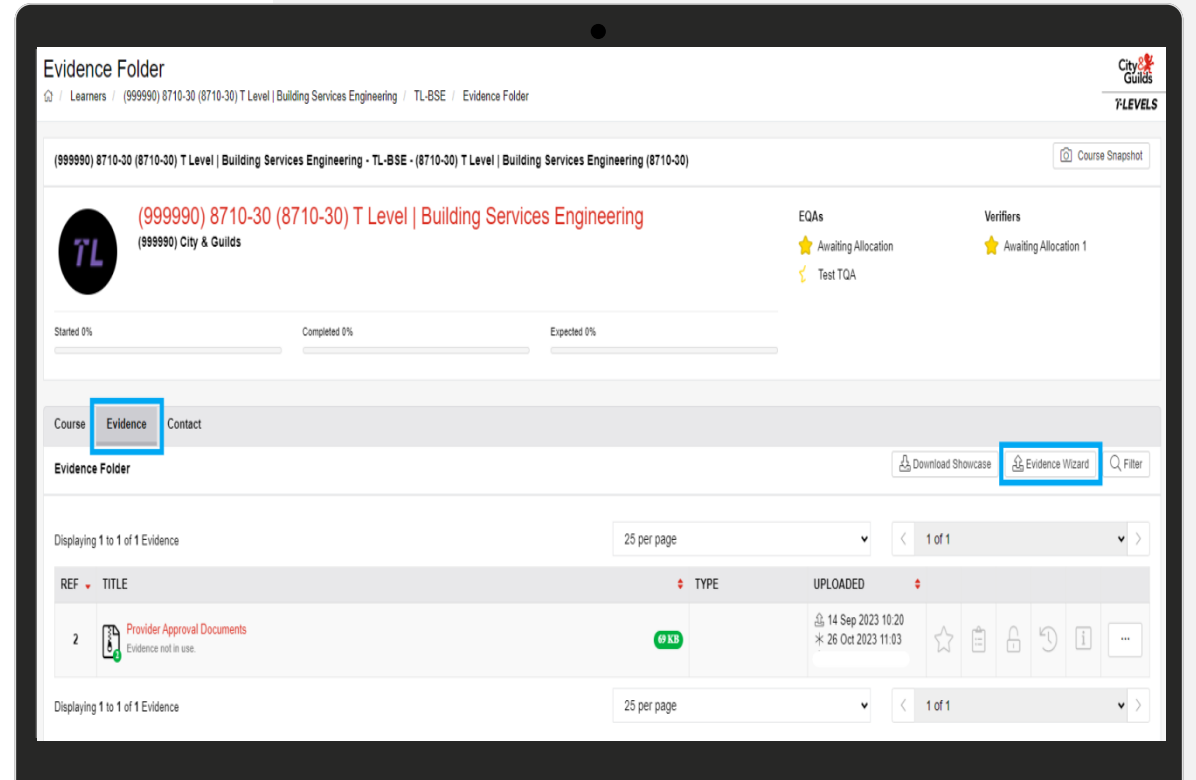 Evidence Folder
City & Guilds
T-LEVELS
/ Learners / (999990) 8710-30 (8710-30) T Level | Building Services Engineering / TL-BSE / Evidence Folder
(999990) 8710-30 (8710-30) T Level | Building Services Engineering - TL-BSE - (8710-30) T Level | Building Services Engineering (8710-30)
Course Snapshot
TL
(999990) 8710-30 (8710-30) T Level | Building Services Engineering
(999990) City & Guilds
EQAs
Awaiting Allocation
Test TQA
Verifiers
Awaiting Allocation 1
Started 0%
Completed 0%
Expected 0%
Course Evidence Contact
Evidence Folder
Download Showcase
Evidence Wizard
Filter
Displaying 1 to 1 of 1 Evidence
25 per page
1 of 1
REF TITLE TYPE UPLOADED
2
Provider Approval Documents
Evidence not in use.
2
69 KB
14 Sep 2023 10:20
26 Oct 2023 11:03
...
Displaying 1 to 1 of 1 Evidence
25 per page
1 of 1